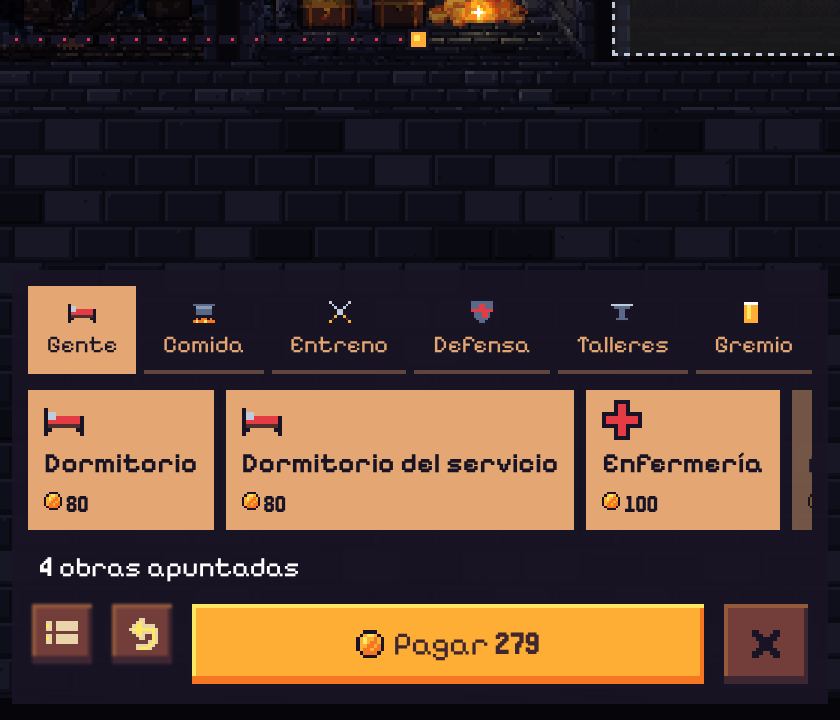 Gente
Comida
Entreno
Defensa
Talleres
Gremio
Dormitorio
80
Dormitorio del servicio
80
Enfermería
100
4 obras apuntadas
Pagar 279